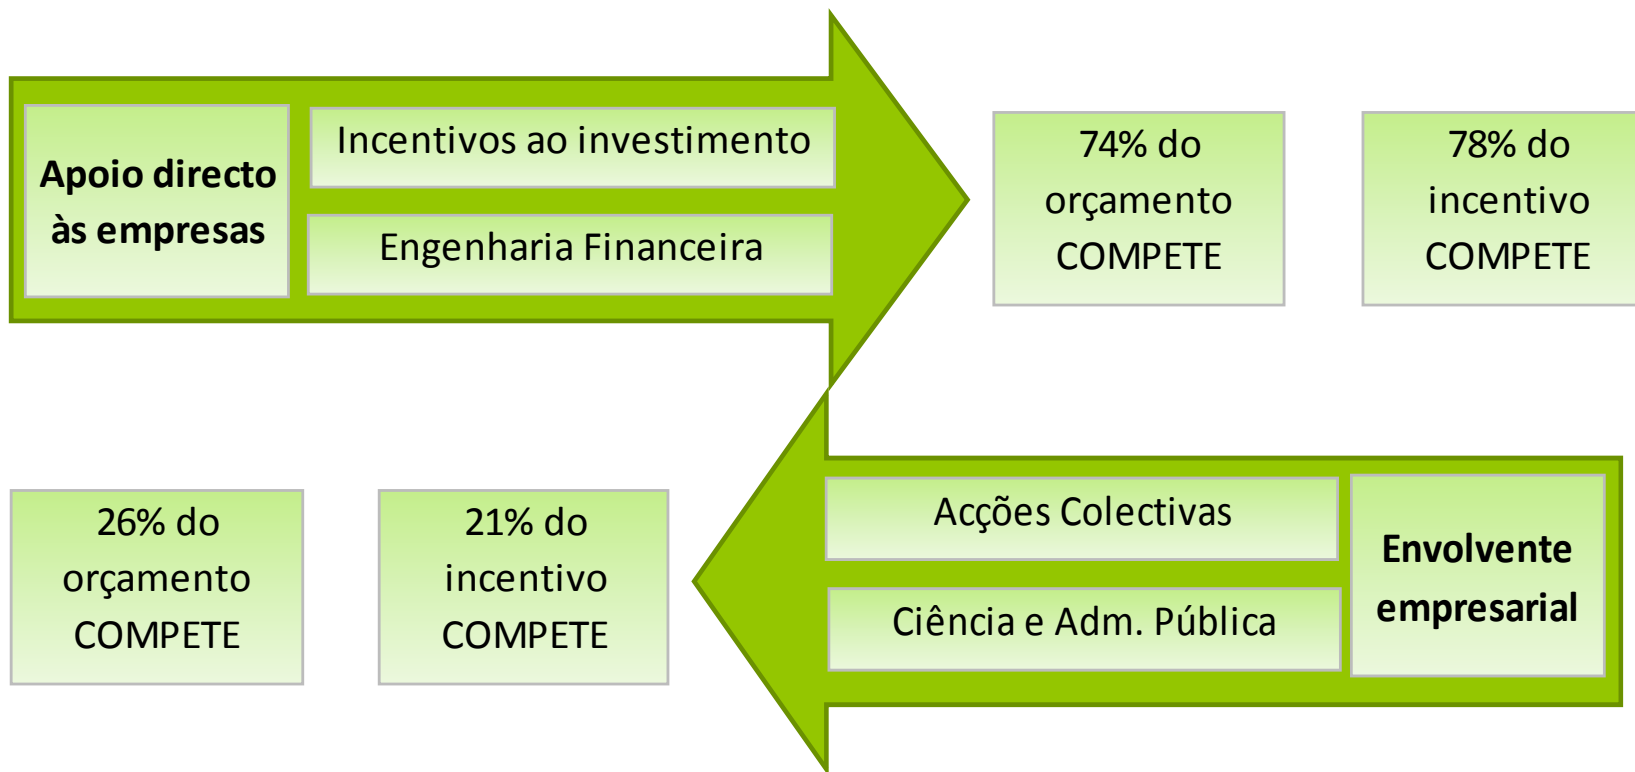 Apoio directo
às empresas
Incentivos ao investimento
Engenharia Financeira
74% do
orçamento
COMPETE
78% do
incentivo
COMPETE
26% do
orçamento
COMPETE
21% do
incentivo
COMPETE
Acções Colectivas
Ciência e Adm. Pública
Envolvente
empresarial